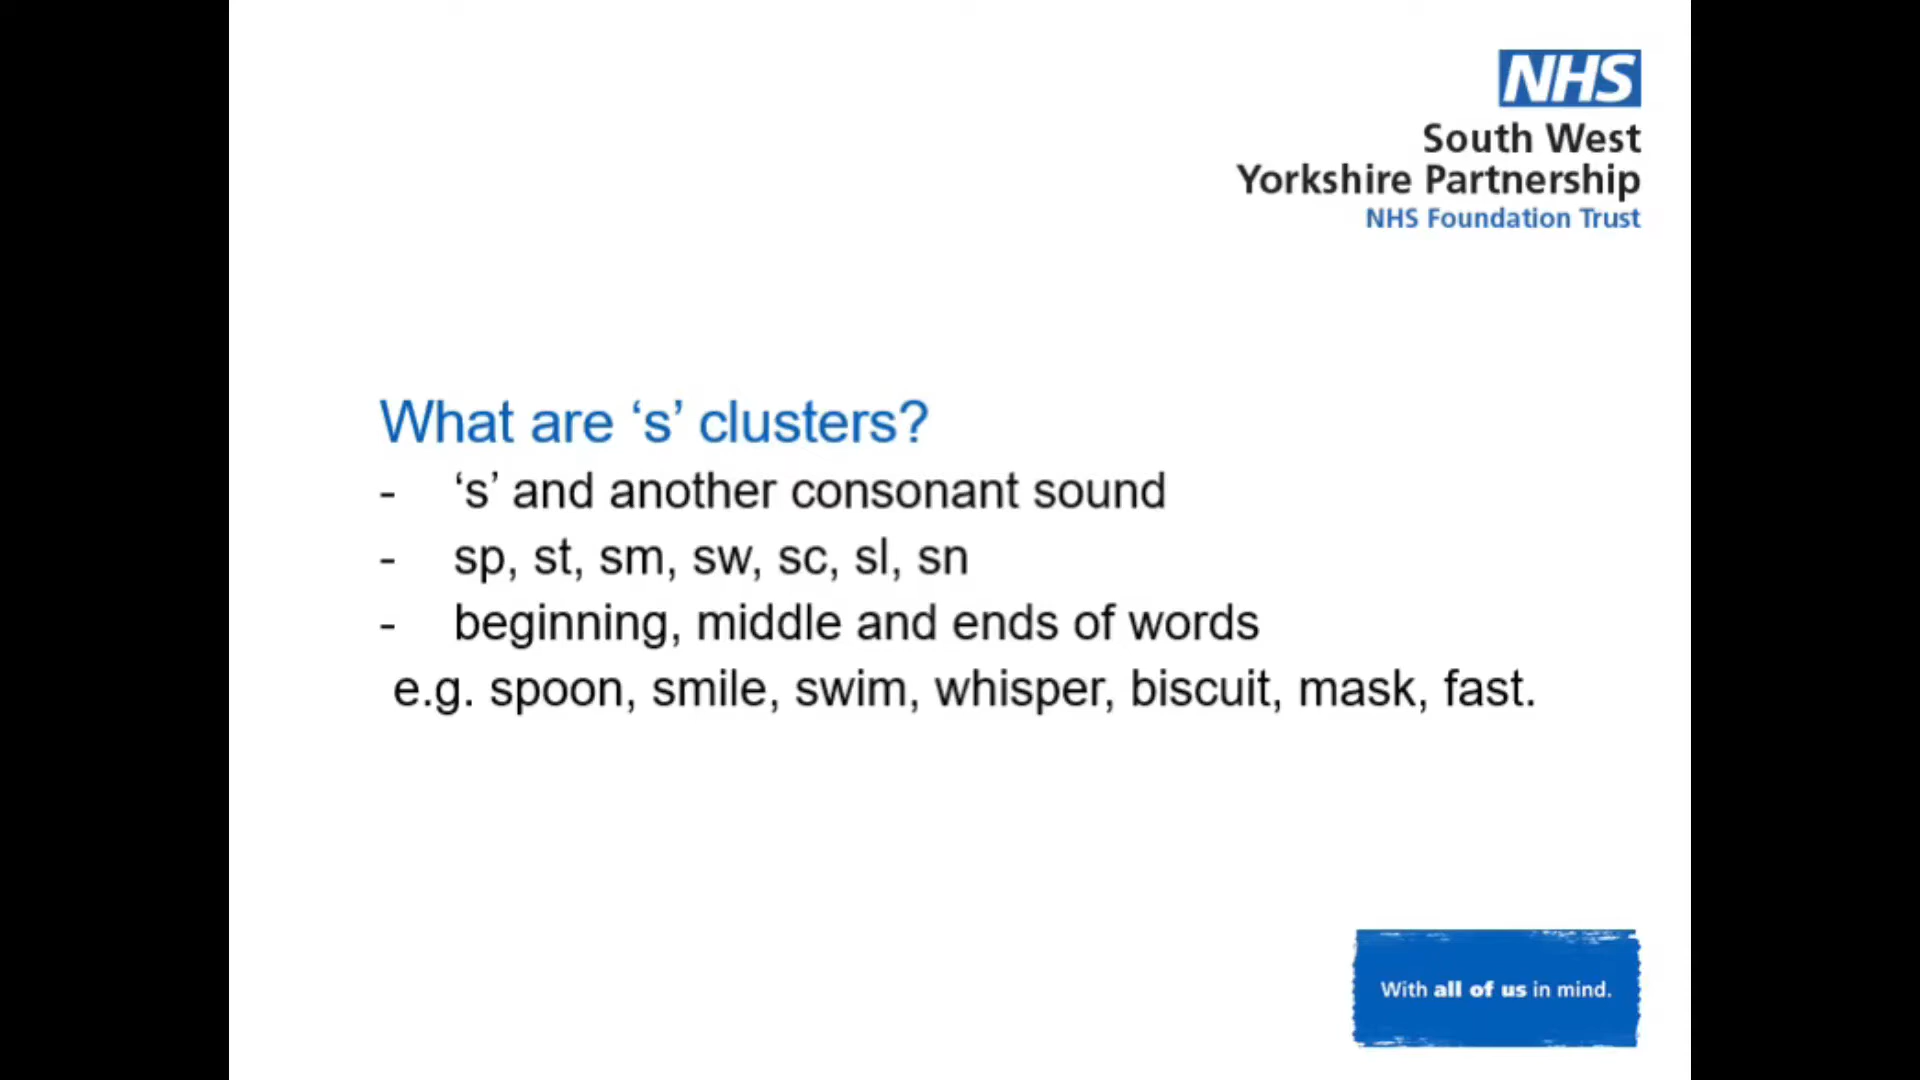 NHS
South West
Yorkshire Partnership
NHS Foundation Trust
What are ‘s’ clusters?
- ‘s’ and another consonant sound
- sp, st, sm, sw, sc, sl, sn
- beginning, middle and ends of words
e.g. spoon, smile, swim, whisper, biscuit, mask, fast.
With all of us in mind.